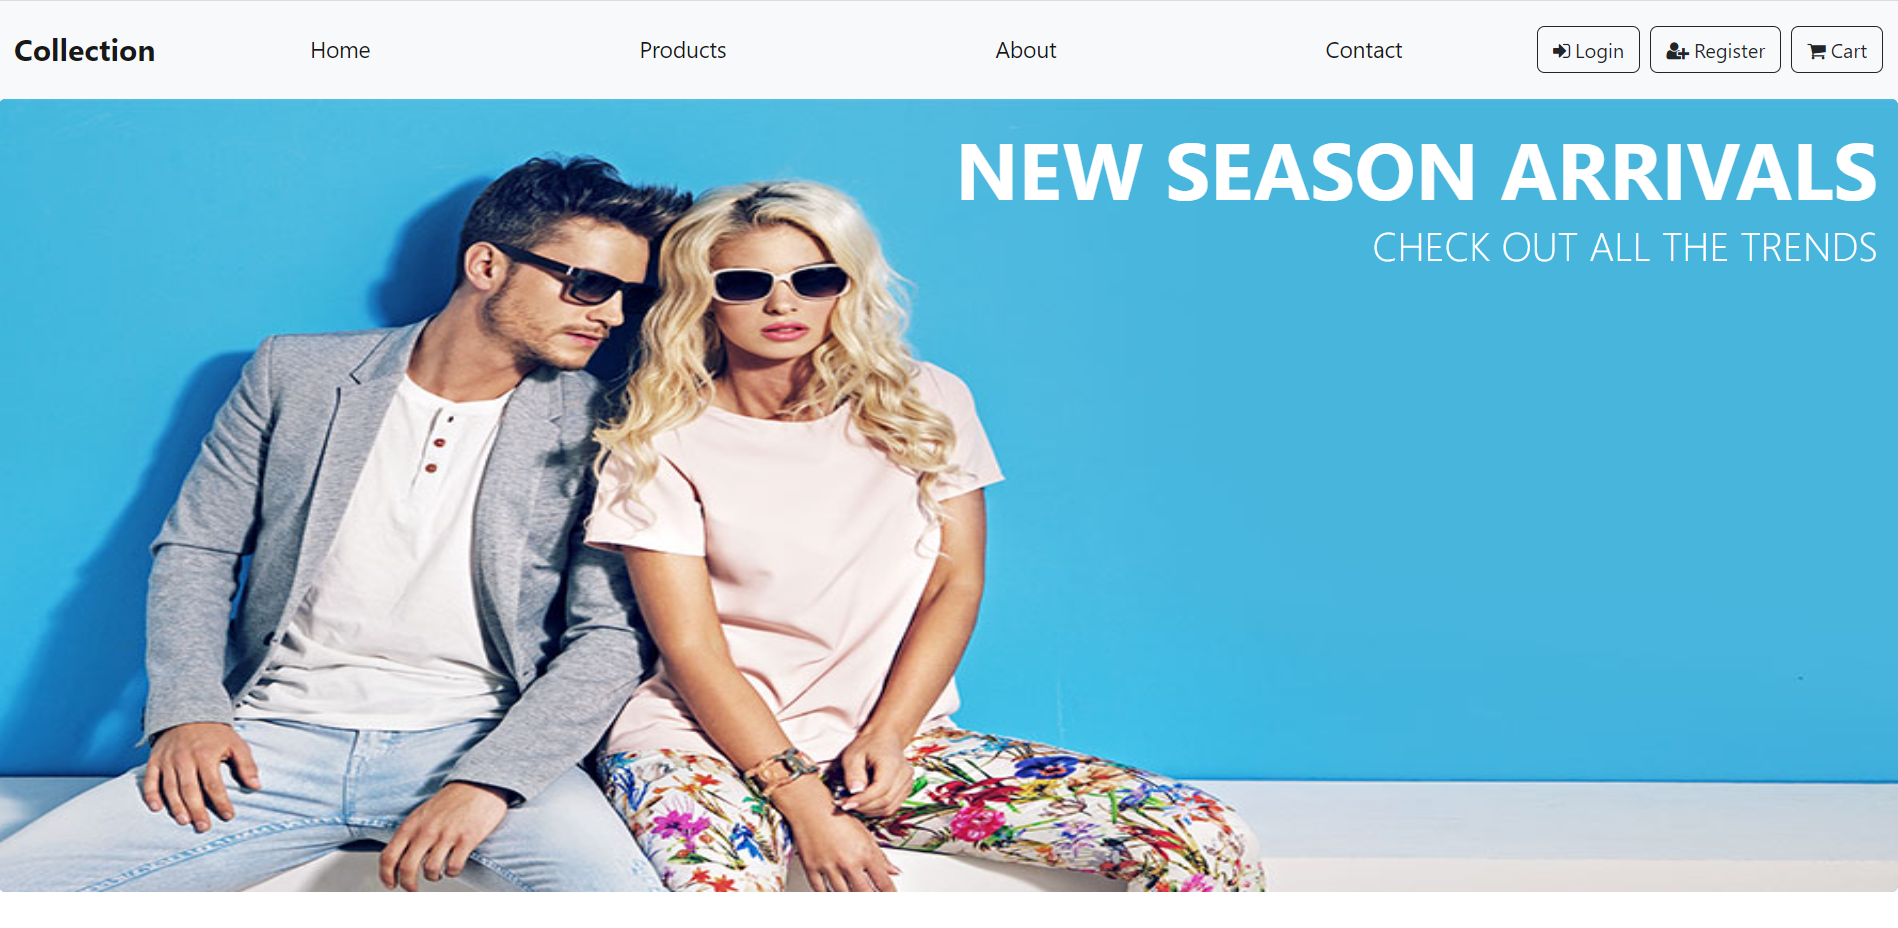 Collection Home Products About Contact Login Register Cart
NEW SEASON ARRIVALS
CHECK OUT ALL THE TRENDS